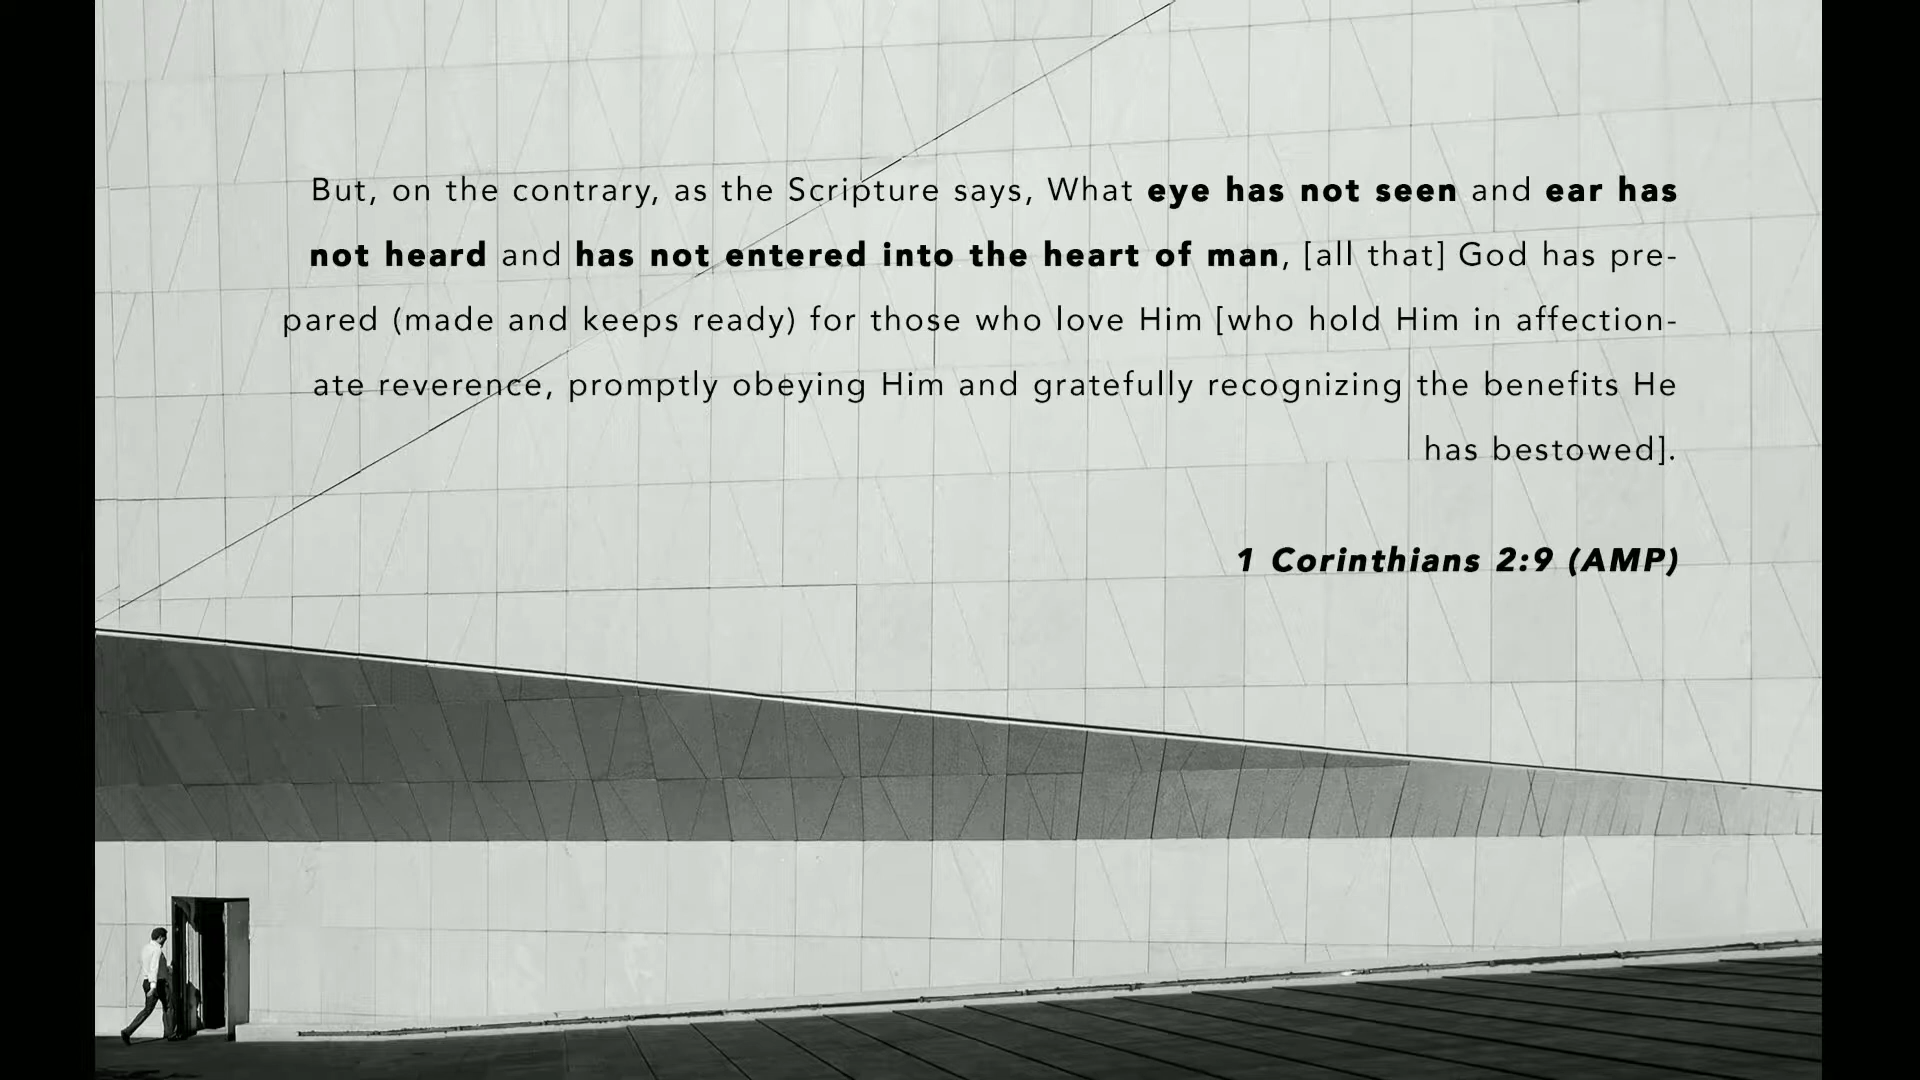 But, on the contrary, as the Scripture says, What eye has not seen and ear has
not heard and has not entered into the heart of man, [all that] God has pre-
pared (made and keeps ready) for those who love Him [who hold Him in affection-
ate reverence, promptly obeying Him and gratefully recognizing the benefits He
has bestowed].
1 Corinthians 2:9 (AMP)